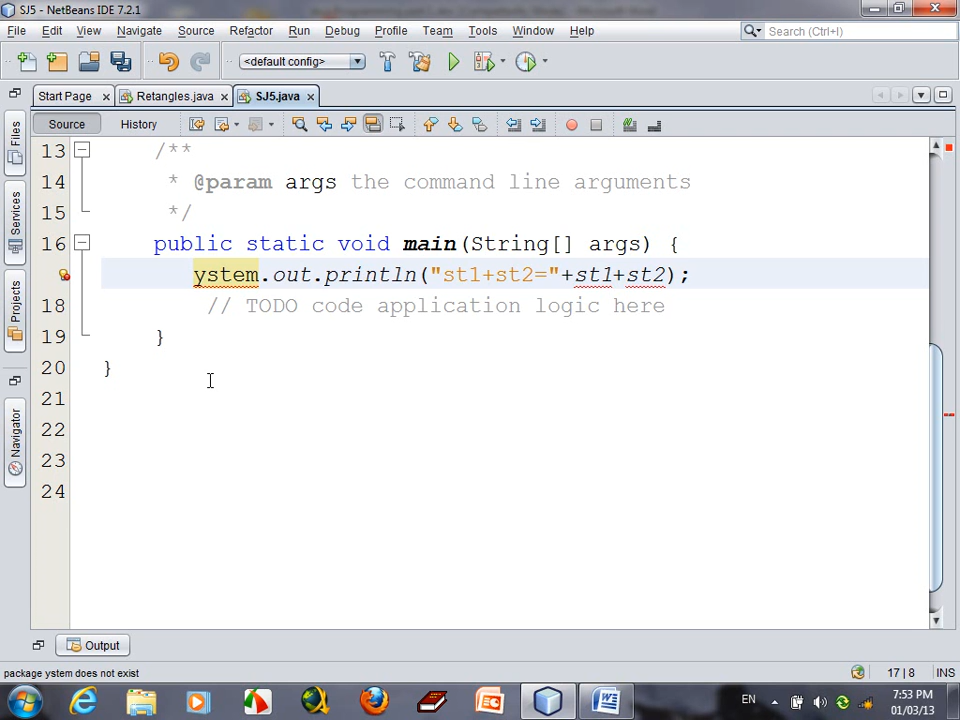 SJ5 - NetBeans IDE 7.2.1
File Edit View Navigate Source Refactor Run Debug Profile Team Tools Window Help
Search (Ctrl+I)
<default config>
Start Page Retangles.java SJ5.java
Source History
Files
Services
Projects
Navigator
13 /**
14 * @param args the command line arguments
15 */
16 public static void main(String[] args) {
ystem.out.println("st1+st2="+st1+st2);
18 // TODO code application logic here
19 }
20 }
21
22
23
24
Output
package ystem does not exist
17|8 INS
EN
7:53 PM
01/03/13